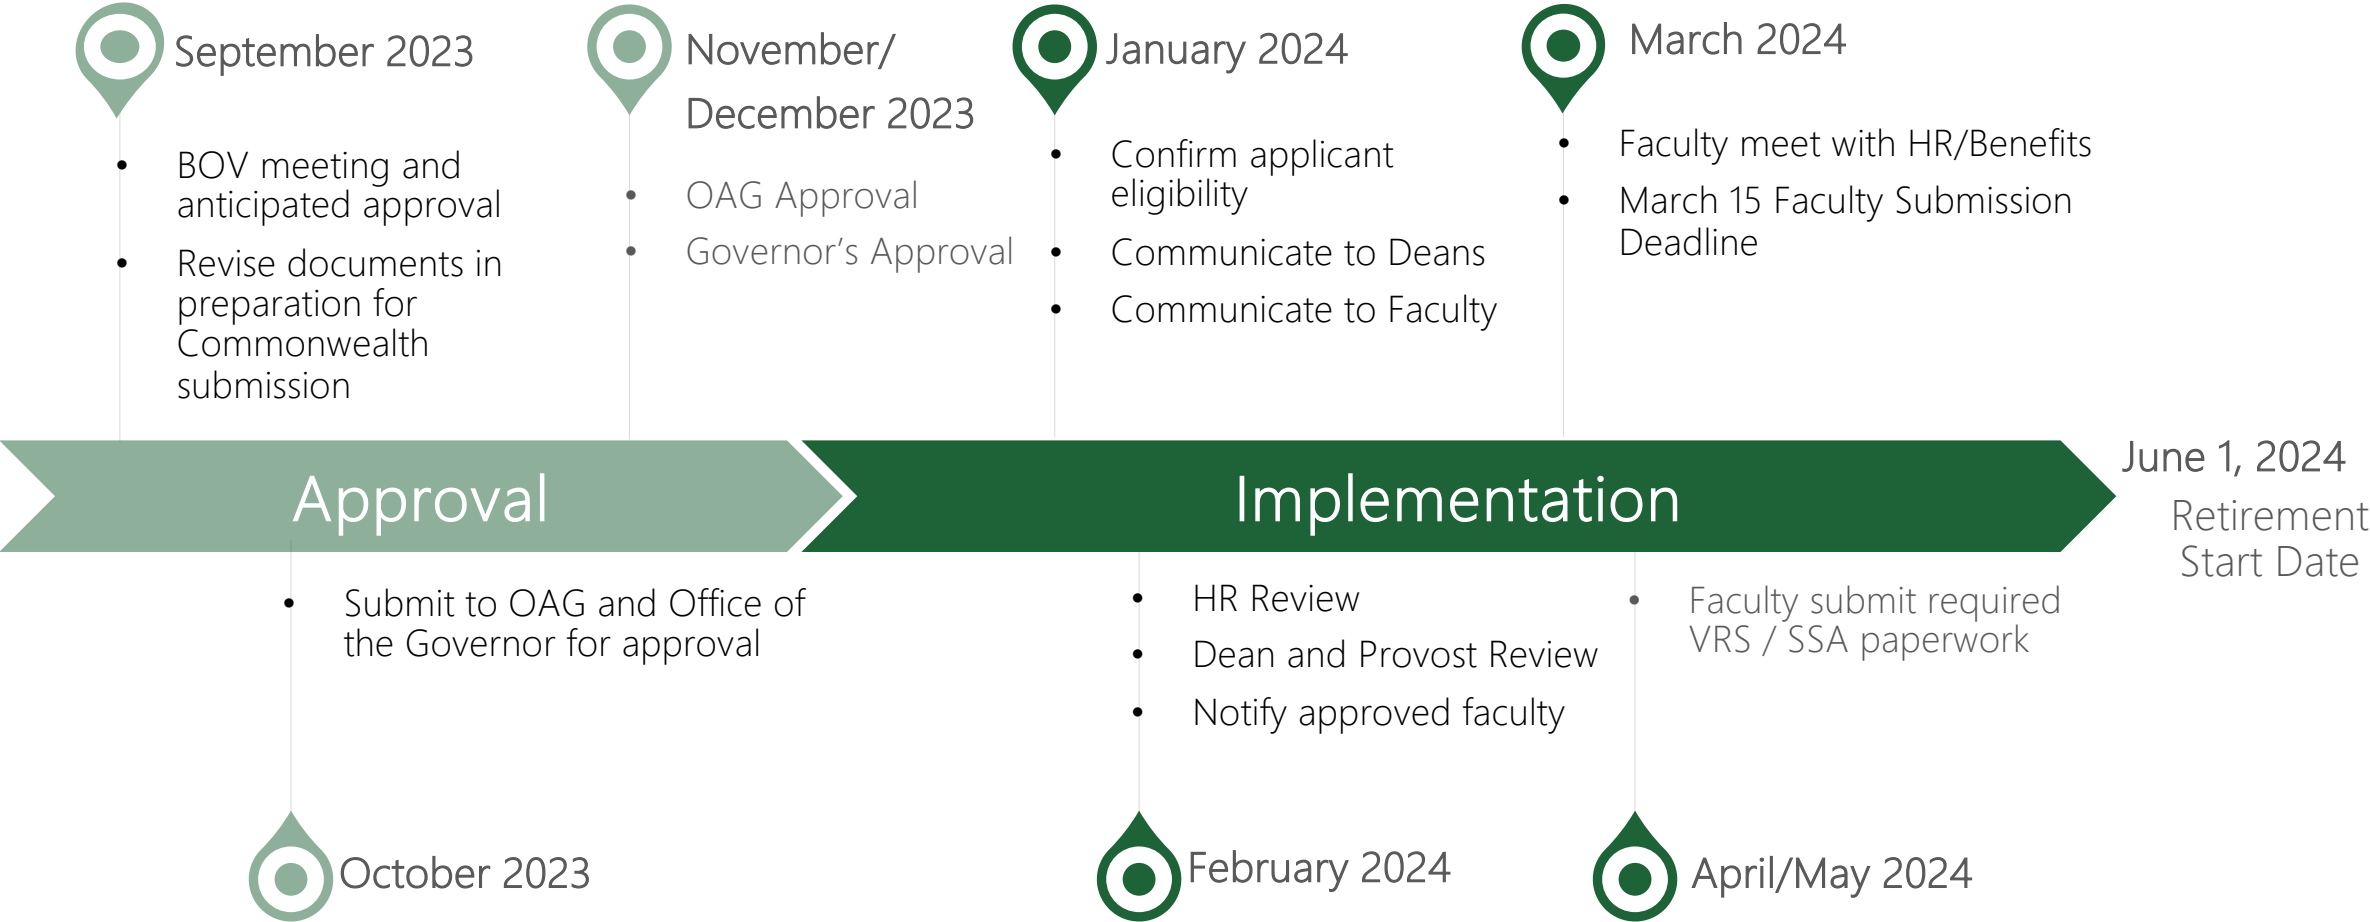 September 2023
• BOV meeting and
anticipated approval
• Revise documents in
preparation for
Commonwealth
submission
November/
December 2023
• OAG Approval
• Governor’s Approval
January 2024
• Confirm applicant
eligibility
• Communicate to Deans
• Communicate to Faculty
March 2024
• Faculty meet with HR/Benefits
• March 15 Faculty Submission
Deadline
Approval
Implementation
June 1, 2024
Retirement
Start Date
• Submit to OAG and Office of
the Governor for approval
October 2023
• HR Review
• Dean and Provost Review
• Notify approved faculty
February 2024
• Faculty submit required
VRS / SSA paperwork
April/May 2024